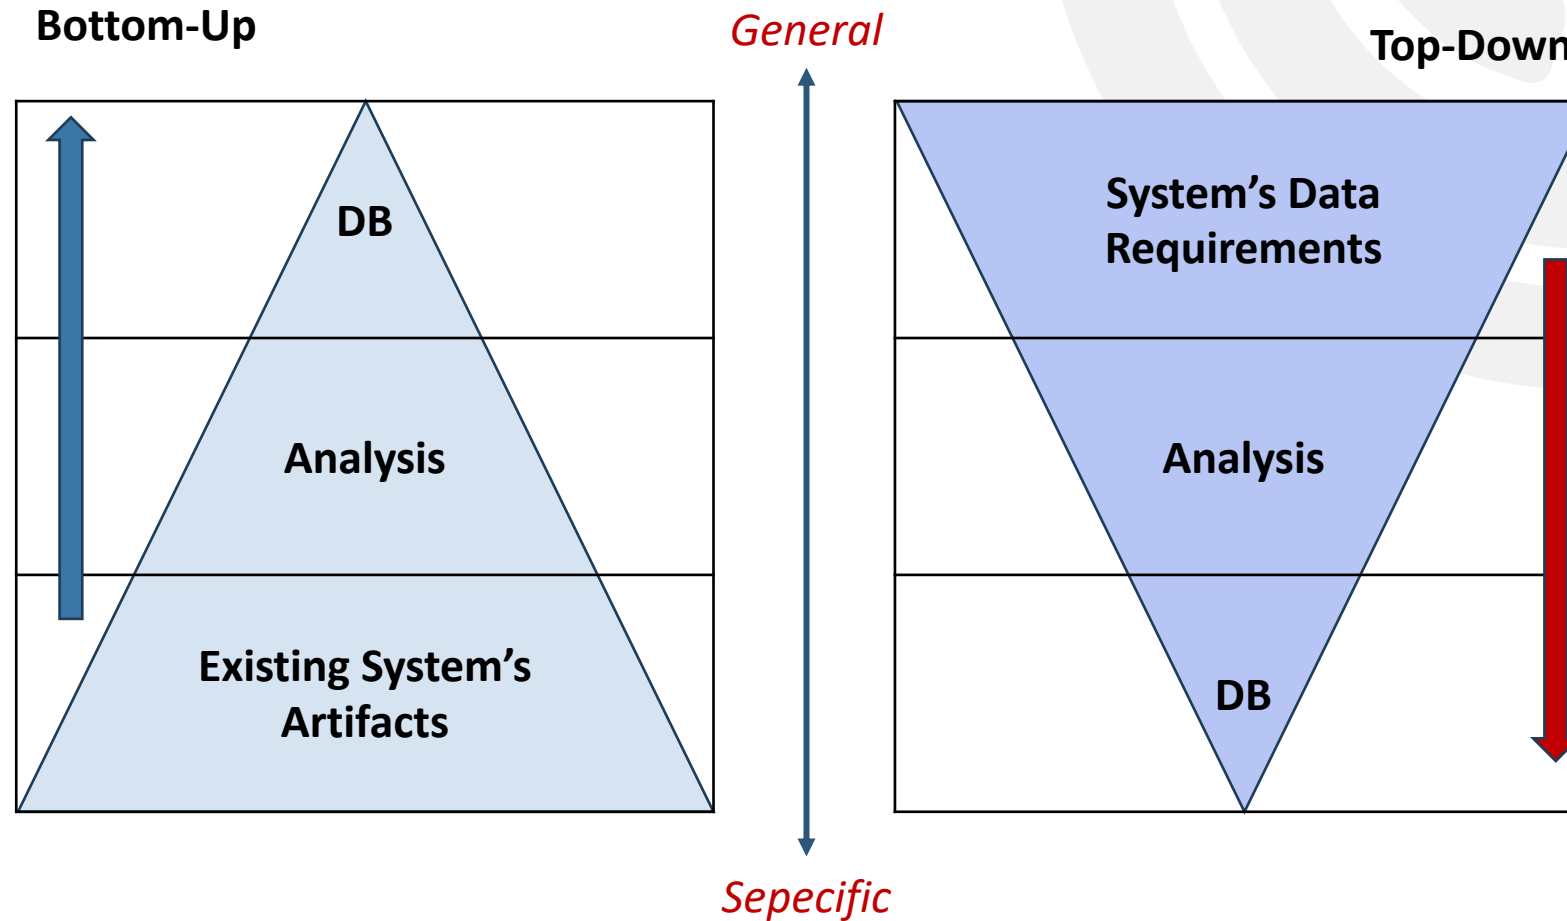 Bottom-Up
General
Top-Down
DB
Analysis
Existing System’s
Artifacts
System’s Data
Requirements
Analysis
DB
Sepecific